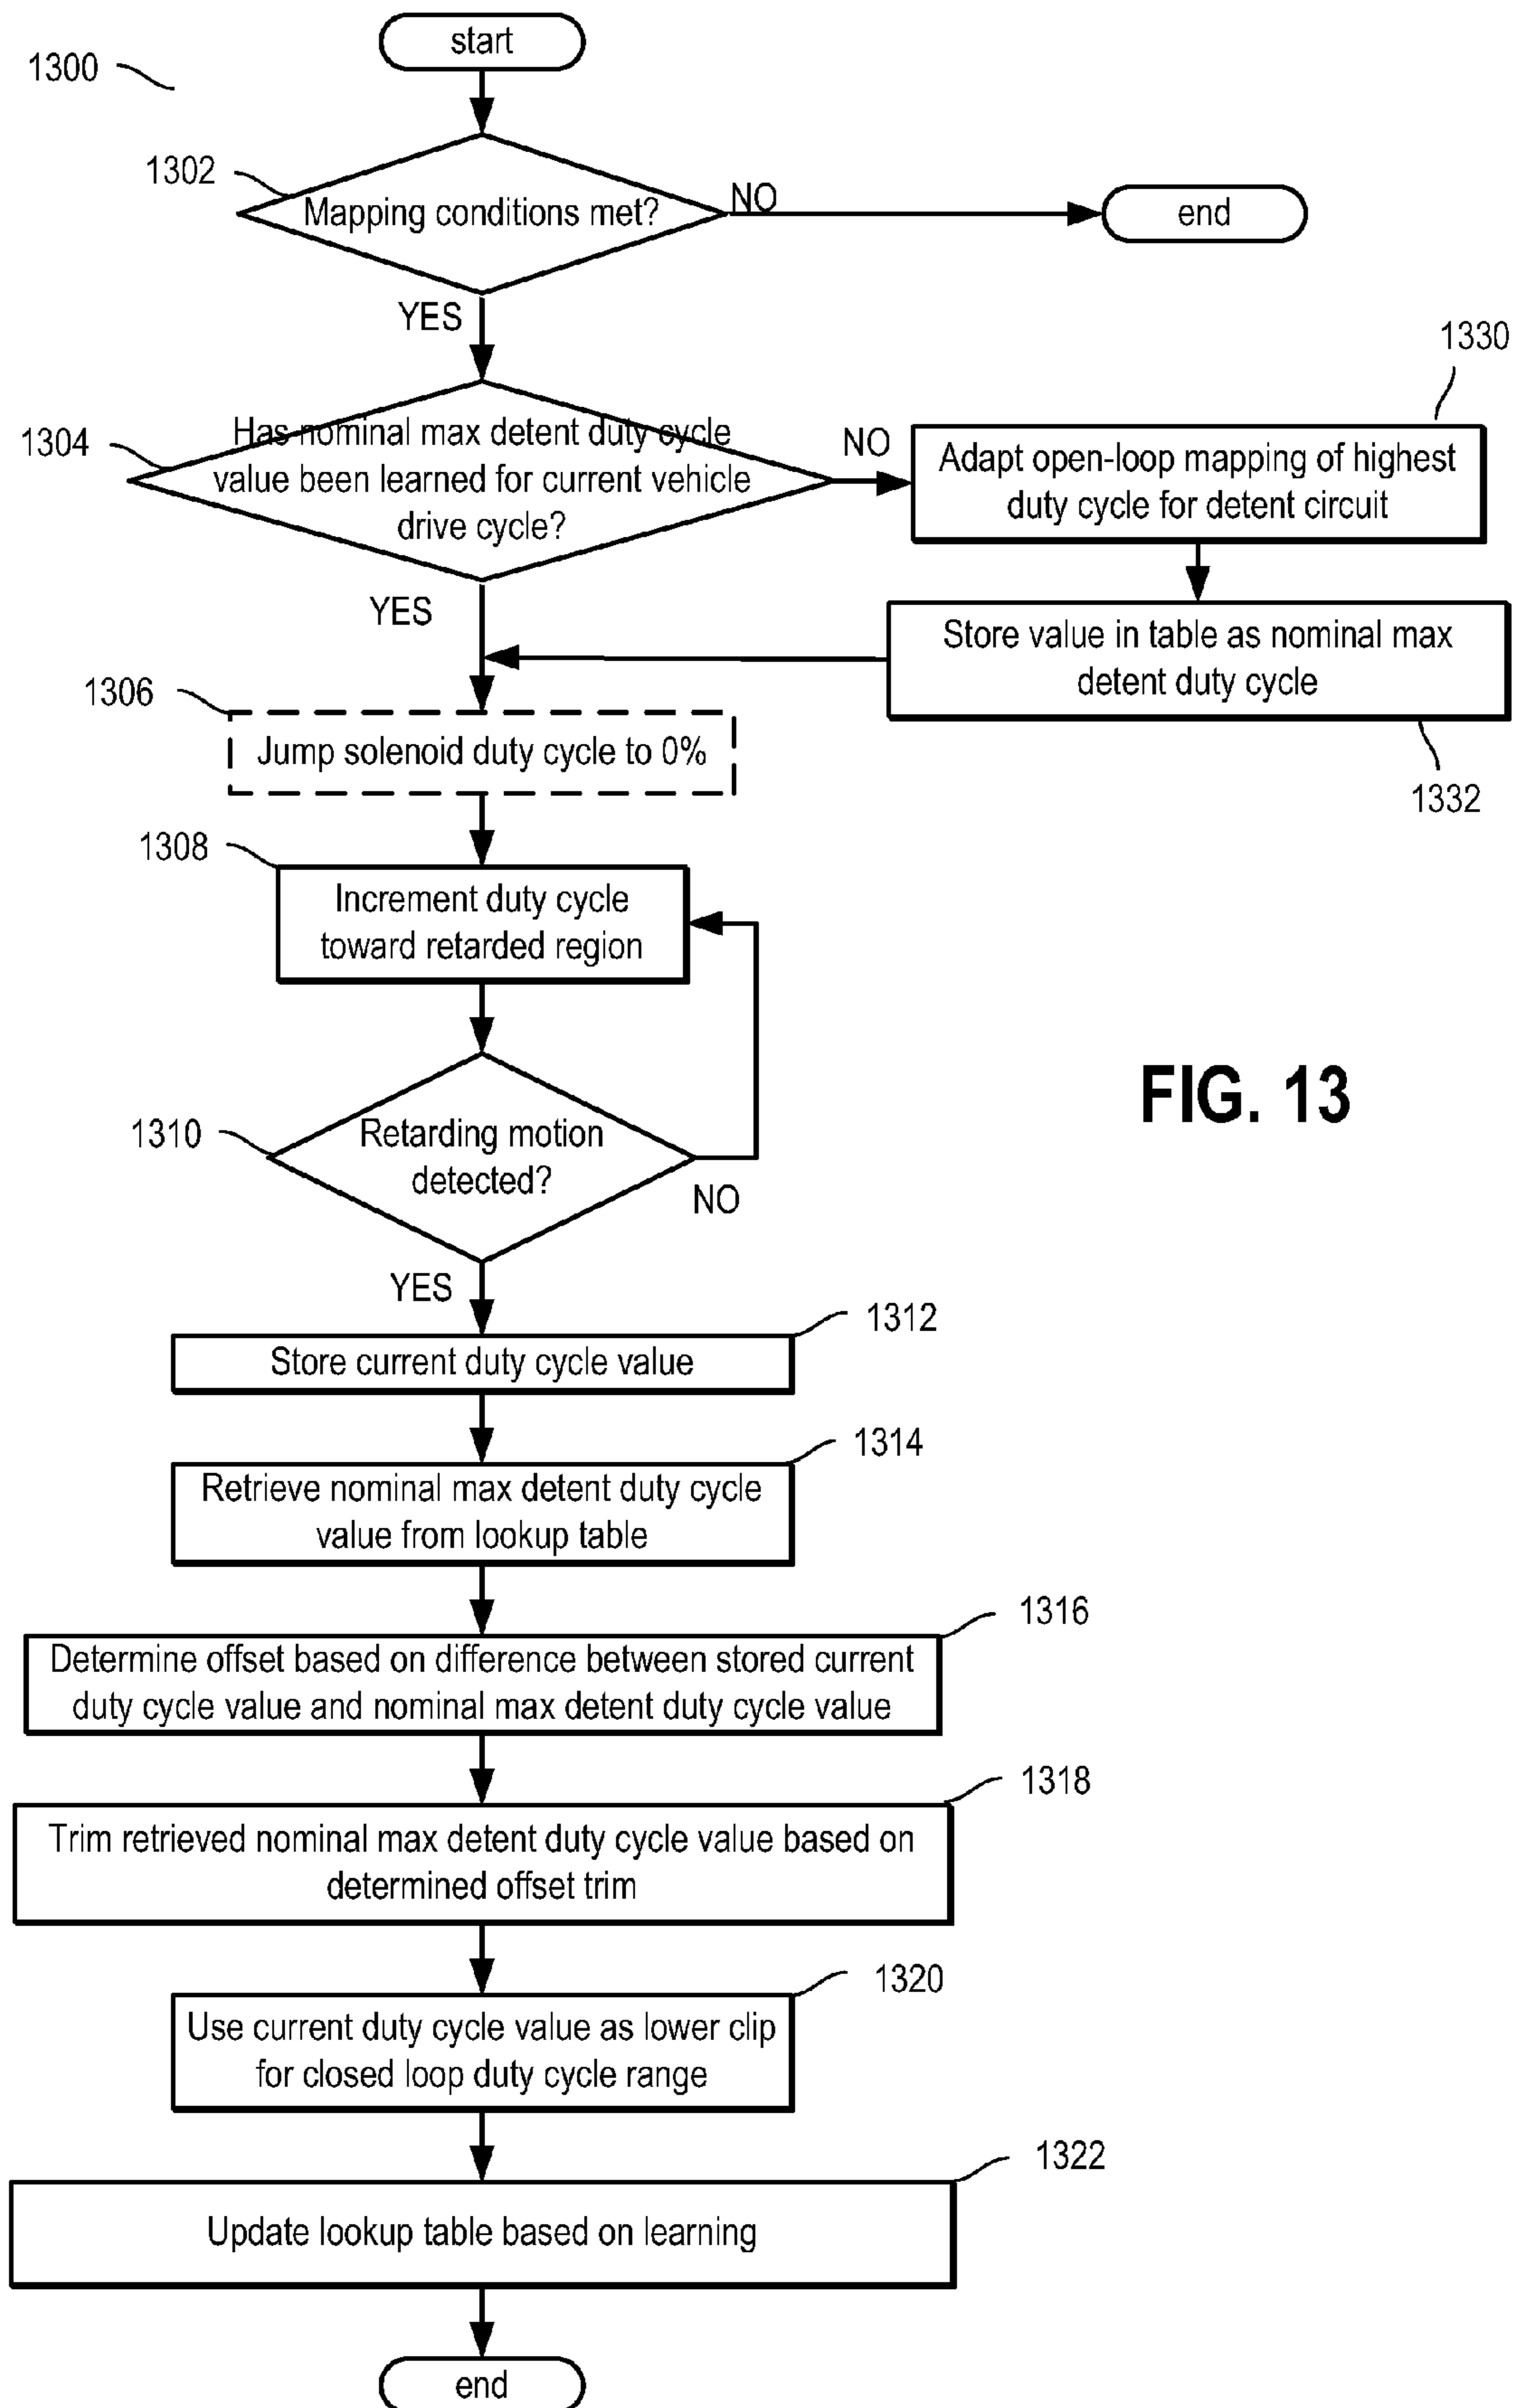 start
1300
1302
Mapping conditions met?
NO
end
YES
1330
1304
Has nominal max detent duty cycle
value been learned for current vehicle
drive cycle?
NO
Adapt open-loop mapping of highest
duty cycle for detent circuit
YES
Store value in table as nominal max
detent duty cycle
1332
1306
Jump solenoid duty cycle to 0%
1308
Increment duty cycle
toward retarded region
FIG. 13
1310
Retarding motion
detected?
NO
YES
1312
Store current duty cycle value
1314
Retrieve nominal max detent duty cycle
value from lookup table
1316
Determine offset based on difference between stored current
duty cycle value and nominal max detent duty cycle value
1318
Trim retrieved nominal max detent duty cycle value based on
determined offset trim
1320
Use current duty cycle value as lower clip
for closed loop duty cycle range
1322
Update lookup table based on learning
end